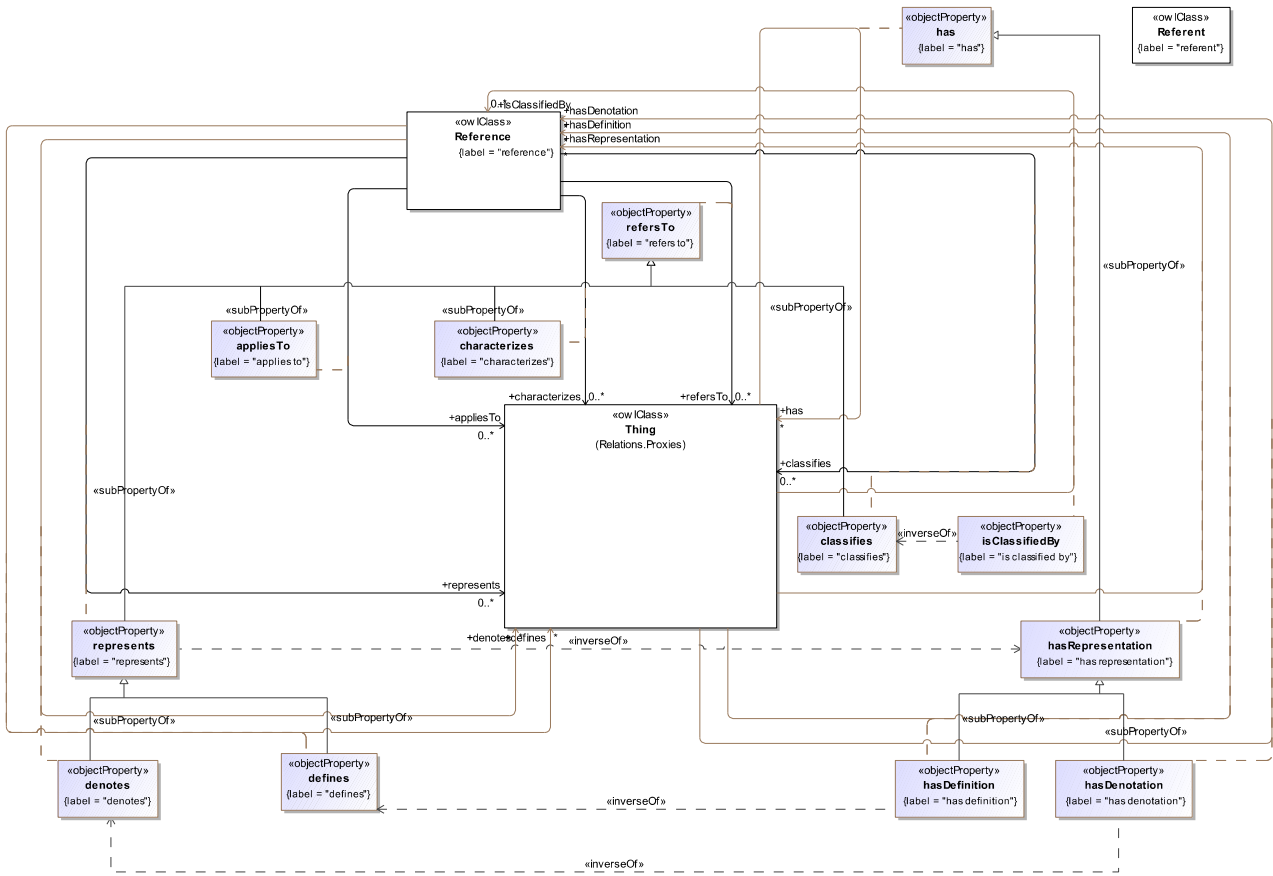 «objectProperty»
has
{label = "has"}
«owlClass»
Referent
{label = "referent"}
0..*
+isClassifiedBy
+hasDenotation
*
+hasDefinition
*
+hasRepresentation
*
«owlClass»
Reference
{label = "reference"}
«objectProperty»
refersTo
{label = "refers to"}
«subPropertyOf»
«subPropertyOf»
«subPropertyOf»
«subPropertyOf»
«objectProperty»
appliesTo
{label = "applies to"}
«objectProperty»
characterizes
{label = "characterizes"}
+characterizes
0..*
+refersTo
0..*
+appliesTo
0..*
«owlClass»
Thing
(Relations.Proxies)
+has
*
+classifies
0..*
«subPropertyOf»
«objectProperty»
classifies
{label = "classifies"}
«inverseOf»
«objectProperty»
isClassifiedBy
{label = "is classified by"}
+represents
0..*
+denotes
*
defines
*
«inverseOf»
«objectProperty»
represents
{label = "represents"}
«objectProperty»
hasRepresentation
{label = "has representation"}
«subPropertyOf»
«subPropertyOf»
«subPropertyOf»
«subPropertyOf»
«objectProperty»
denotes
{label = "denotes"}
«objectProperty»
defines
{label = "defines"}
«objectProperty»
hasDefinition
{label = "has definition"}
«objectProperty»
hasDenotation
{label = "has denotation"}
«inverseOf»
«inverseOf»